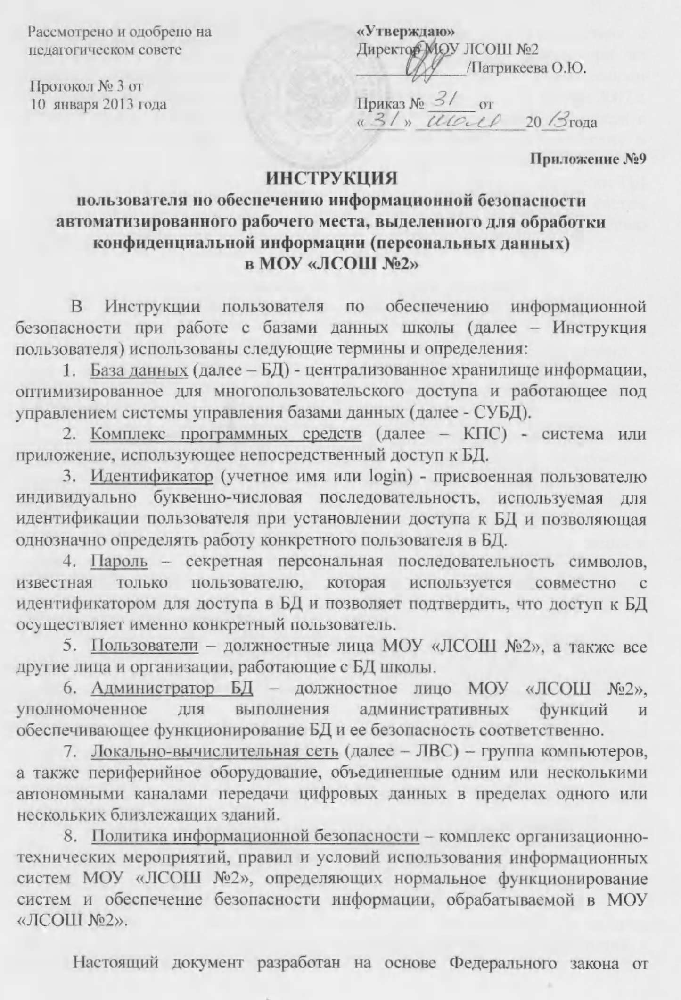 Рассмотрено и одобрено на
педагогическом совете
Протокол № 3 от
10 января 2013 года
«Утверждаю»
Директор МОУ ЛСОШ №2
/Патрикеева О.Ю.
Приказ № 31 от
«31» 2013 года
Приложение №9
ИНСТРУКЦИЯ
пользователя по обеспечению информационной безопасности
автоматизированного рабочего места, выделенного для обработки
конфиденциальной информации (персональных данных)
в МОУ «ЛСОШ №2»
В Инструкции пользователя по обеспечению информационной
безопасности при работе с базами данных школы (далее – Инструкция
пользователя) использованы следующие термины и определения:
1. База данных (далее – БД) - централизованное хранилище информации,
оптимизированное для многопользовательского доступа и работающее под
управлением системы управления базами данных (далее - СУБД).
2. Комплекс программных средств (далее – КПС) - система или
приложение, использующее непосредственный доступ к БД.
3. Идентификатор (учетное имя или login) - присвоенная пользователю
индивидуально буквенно-числовая последовательность, используемая для
идентификации пользователя при установлении доступа к БД и позволяющая
однозначно определять работу конкретного пользователя в БД.
4. Пароль – секретная персональная последовательность символов,
известная только пользователю, которая используется совместно с
идентификатором для доступа в БД и позволяет подтвердить, что доступ к БД
осуществляет именно конкретный пользователь.
5. Пользователи – должностные лица МОУ «ЛСОШ №2», а также все
другие лица и организации, работающие с БД школы.
6. Администратор БД – должностное лицо МОУ «ЛСОШ №2»,
уполномоченное для выполнения административных функций и
обеспечивающее функционирование БД и ее безопасность соответственно.
7. Локально-вычислительная сеть (далее – ЛВС) – группа компьютеров,
а также периферийное оборудование, объединенные одним или несколькими
автономными каналами передачи цифровых данных в пределах одного или
нескольких близлежащих зданий.
8. Политика информационной безопасности – комплекс организационно-
технических мероприятий, правил и условий использования информационных
систем МОУ «ЛСОШ №2», определяющих нормальное функционирование
систем и обеспечение безопасности информации, обрабатываемой в МОУ
«ЛСОШ №2».
Настоящий документ разработан на основе Федерального закона от